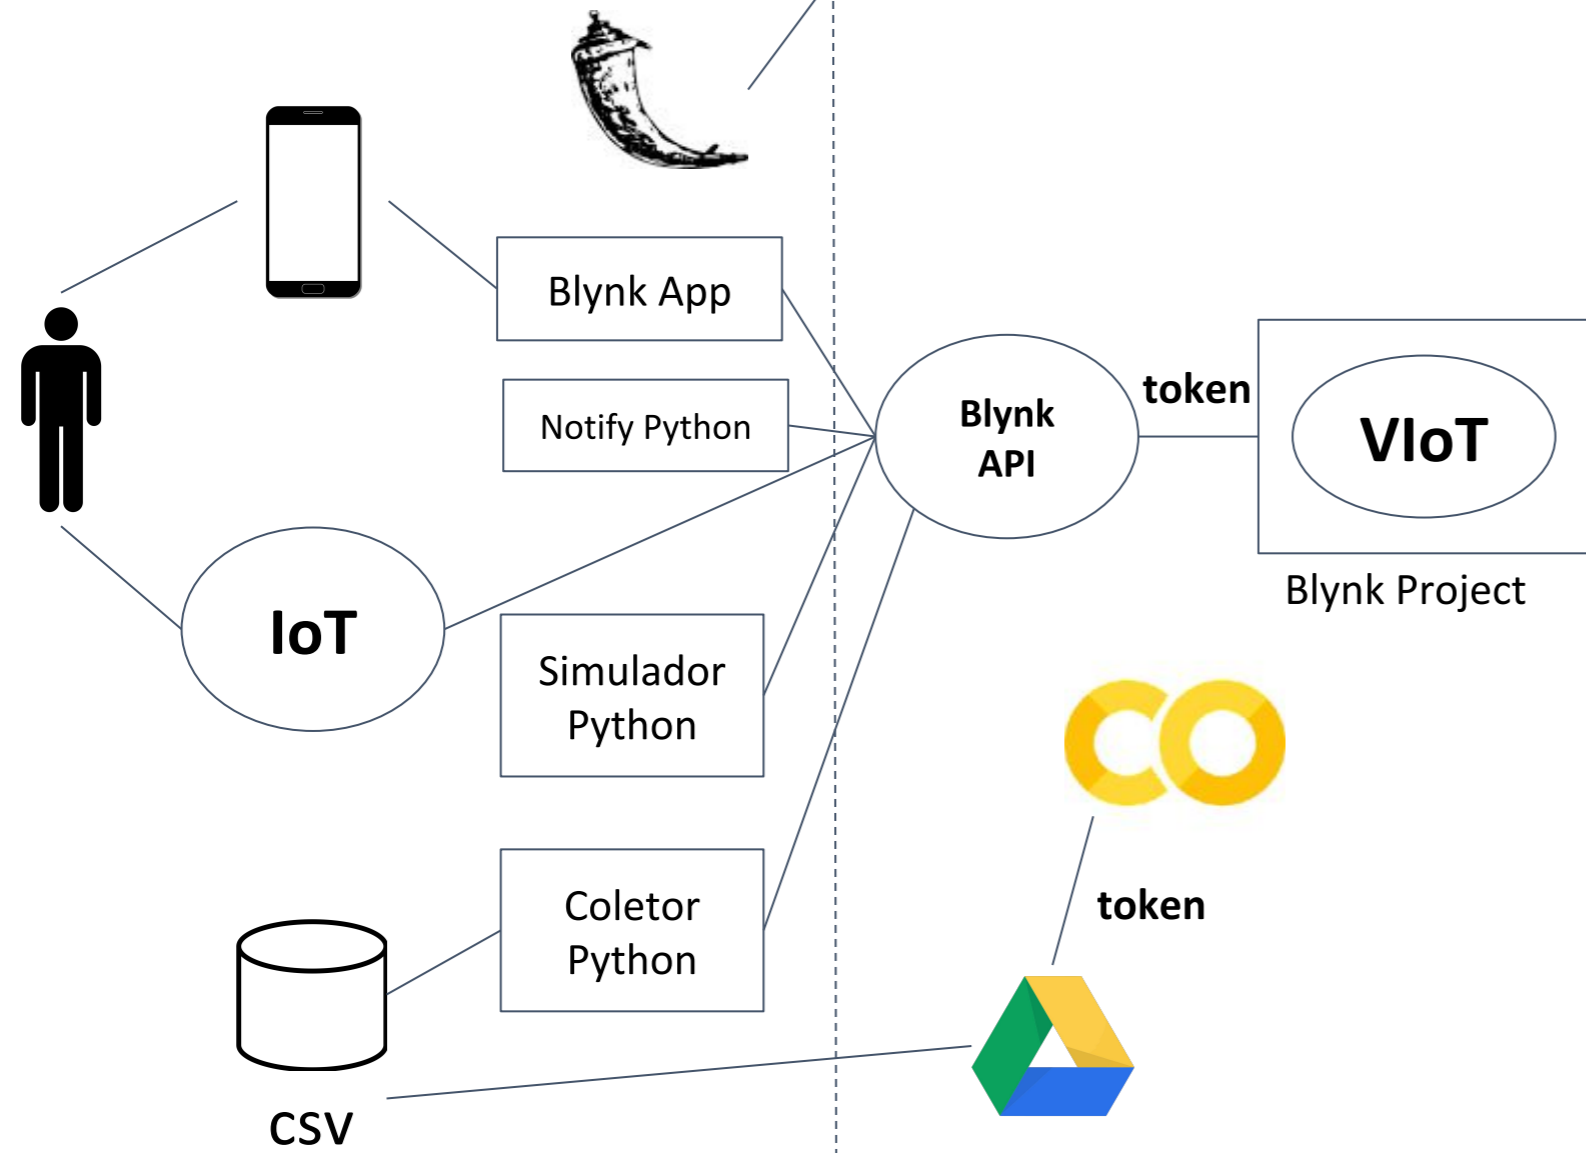 Blynk App
Notify Python
Blynk
API
token
VIoT
Blynk Project
IoT
Simulador
Python
Coletor
Python
token
csv